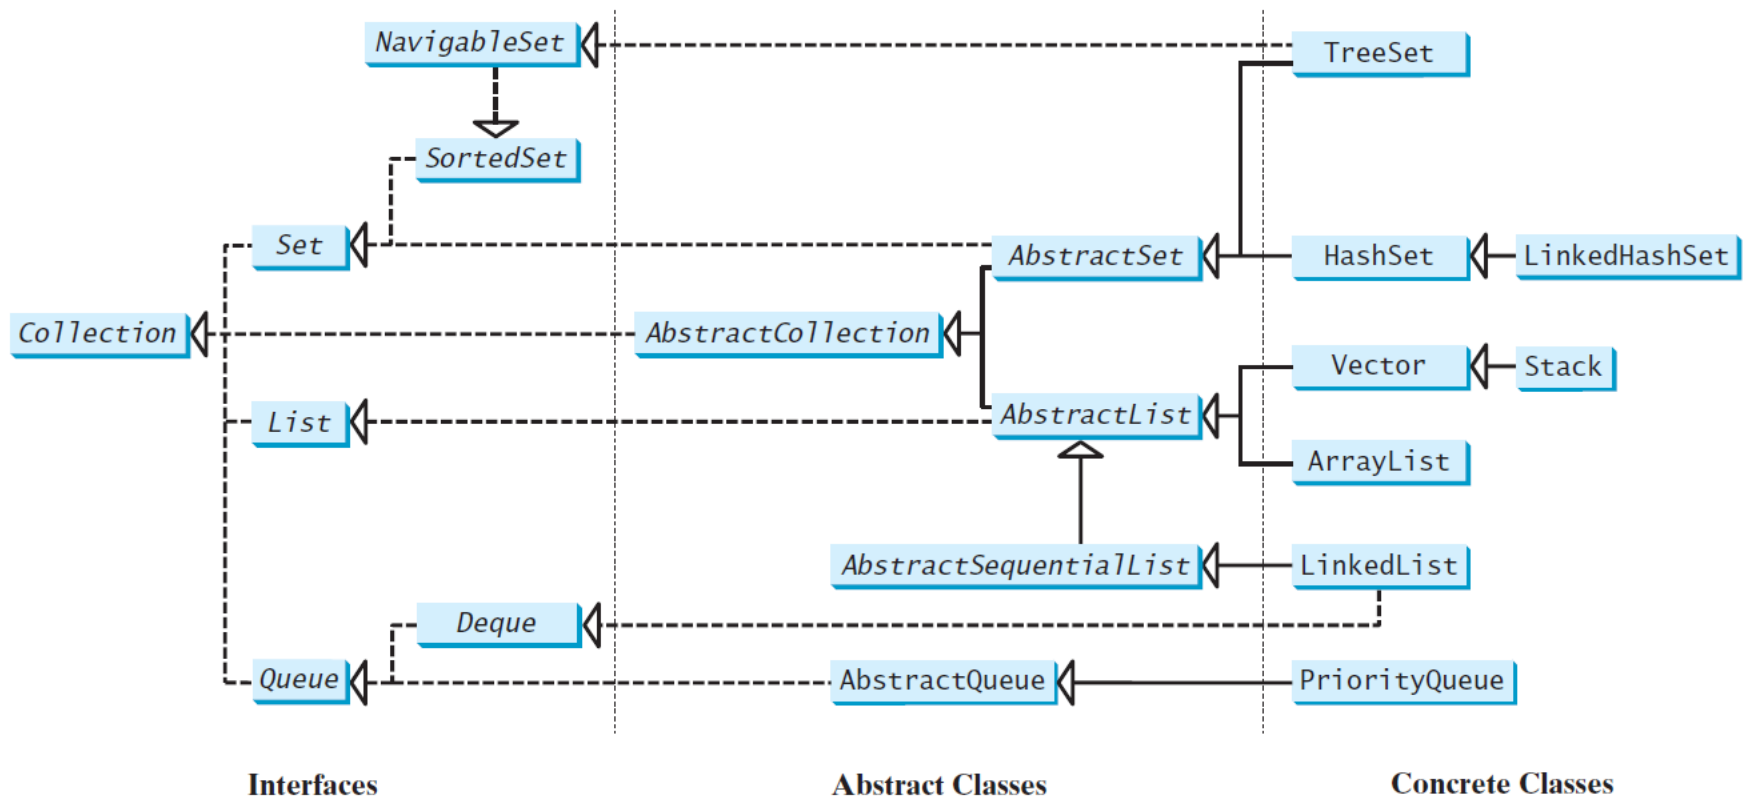 NavigableSet
TreeSet
SortedSet
Set
AbstractSet
HashSet
LinkedHashSet
Collection
AbstractCollection
Vector
Stack
List
AbstractList
ArrayList
AbstractSequentialList
LinkedList
Deque
Queue
AbstractQueue
PriorityQueue
Interfaces
Abstract Classes
Concrete Classes